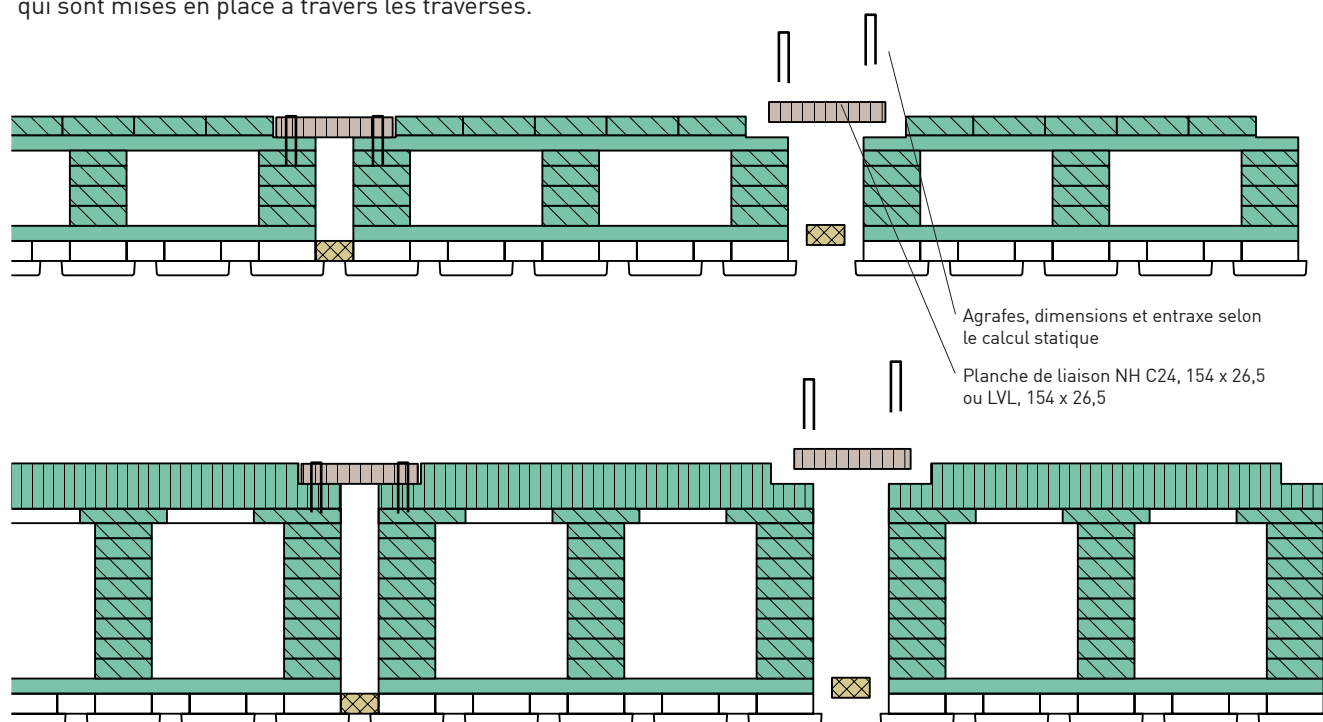 qui sont mises en place à travers les traverses.
Agrafes, dimensions et entraxe selon
le calcul statique
Planche de liaison NH C24, 154 x 26,5
ou LVL, 154 x 26,5